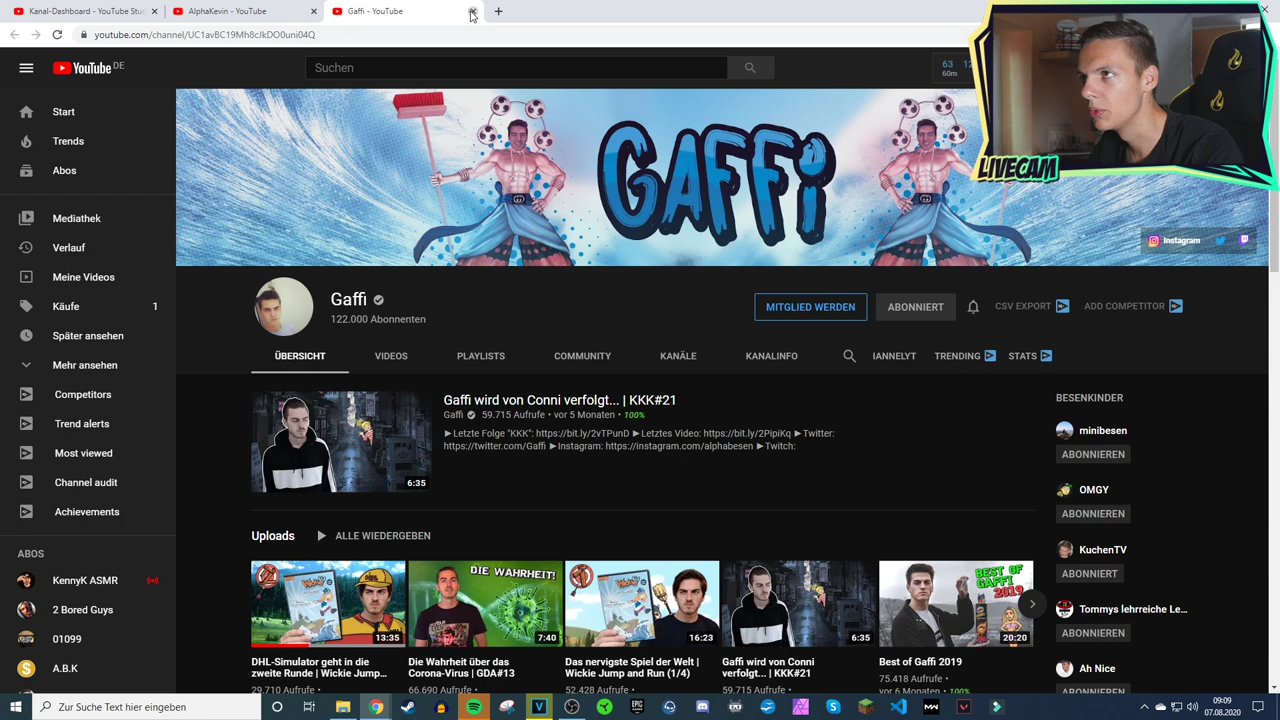 Kanal-Dashboard - YouTube Stu
AlphaKevin - YouTube
Gaffi - YouTube
youtube.com/channel/UC1avBC19Mh8cJkDO0uni04Q
YouTube DE
Suchen
63
60m
LIVECAM
Start
Trends
Abos
Mediathek
Verlauf
Meine Videos
Käufe 1
Später ansehen
Mehr ansehen
Competitors
Trend alerts
Most viewed
Channel audit
Achievements
ABOS
KennyK ASMR
2 Bored Guys
01099
A.B.K
GAFFi
Instagram
Gaffi
122.000 Abonnenten
MITGLIED WERDEN
ABONNIERT
CSV EXPORT
ADD COMPETITOR
ÜBERSICHT
VIDEOS
PLAYLISTS
COMMUNITY
KANÄLE
KANALINFO
IANNELYT
TRENDING
STATS
Gaffi wird von Conni verfolgt... | KKK#21
Gaffi 59.715 Aufrufe • vor 5 Monaten • 100%
►Letzte Folge "KKK": https://bit.ly/2vTPunD ►Letztes Video: https://bit.ly/2PipiKq ►Twitter:
https://twitter.com/Gaffi ►Instagram: https://instagram.com/alphabesen ►Twitch:
6:35
Uploads
ALLE WIEDERGEBEN
13:35
DIE WAHRHEIT!
7:40
16:23
6:35
BEST OF
GAFFI
2019
20:20
DHL-Simulator geht in die
zweite Runde | Wickie Jump...
29.710 Aufrufe •
Die Wahrheit über das
Corona-Virus | GDA#13
66.690 Aufrufe •
Das nervigste Spiel der Welt |
Wickie Jump and Run (1/4)
52.428 Aufrufe •
Gaffi wird von Conni
verfolgt... | KKK#21
59.715 Aufrufe •
Best of Gaffi 2019
75.418 Aufrufe •
vor 6 Monaten • 100%
BESENKINDER
minibesen
ABONNIEREN
OMGY
ABONNIEREN
KuchenTV
ABONNIERT
Tommys lehrreiche Le...
ABONNIEREN
Ah Nice
ABONNIEREN
Zur Suche Text hier eingeben
EPIC
GAMES
09:09
07.08.2020